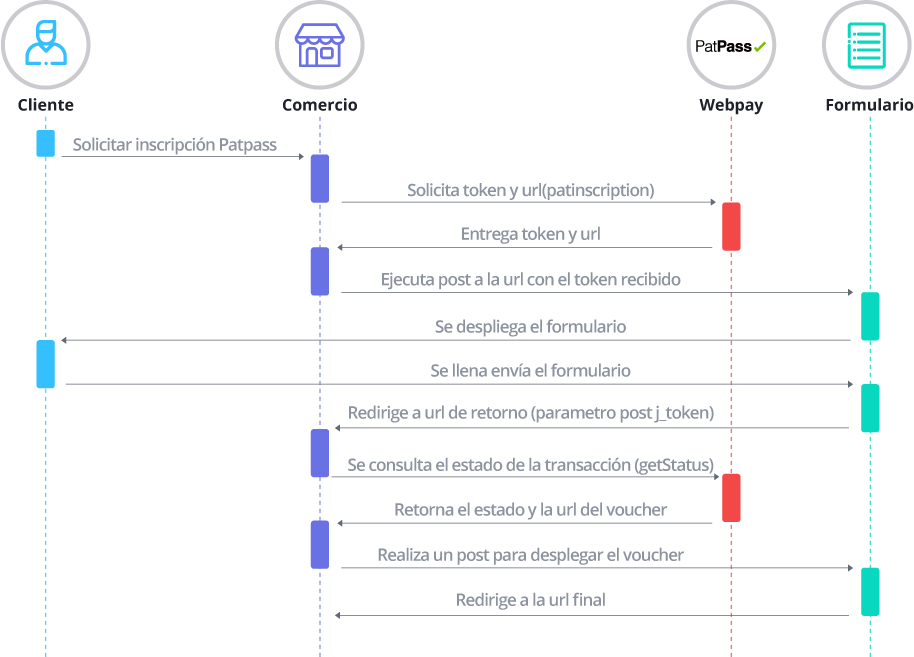 PatPass
Cliente
Comercio
Webpay
Formulario
Solicitar inscripción Patpass
Solicita token y url(patinscription)
Entrega token y url
Ejecuta post a la url con el token recibido
Se despliega el formulario
Se llena envía el formulario
Redirige a url de retorno (parametro post j_token)
Se consulta el estado de la transacción (getStatus)
Retorna el estado y la url del voucher
Realiza un post para desplegar el voucher
Redirige a la url final